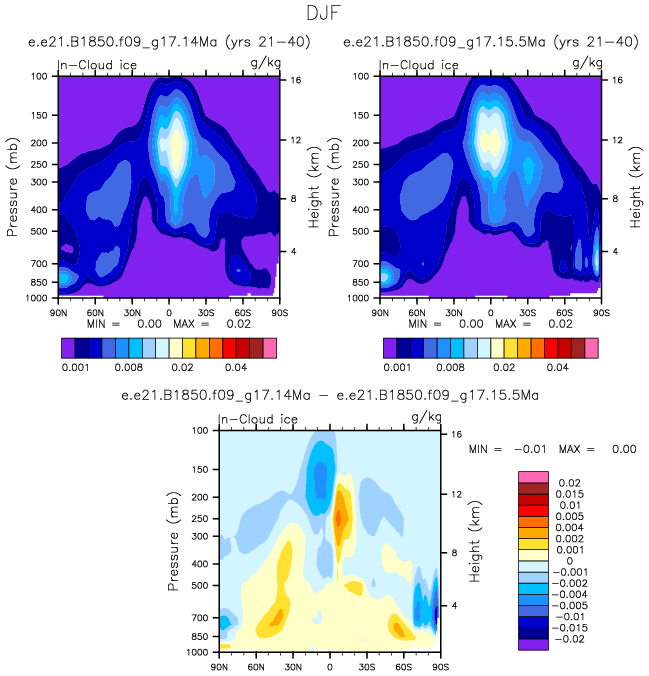 DJF
e.e21.B1850.f09_g17.14Ma (yrs 21-40)
e.e21.B1850.f09_g17.15.5Ma (yrs 21-40)
In-Cloud ice g/kg
In-Cloud ice g/kg
100 150 200 250 300 400 500 700 850 1000
Pressure (mb)
16 12 8 4
Height (km)
90N 60N 30N 0 30S 60S 90S
MIN = 0.00 MAX = 0.02
0.001 0.008 0.02 0.04
100 150 200 250 300 400 500 700 850 1000
Pressure (mb)
16 12 8 4
Height (km)
90N 60N 30N 0 30S 60S 90S
MIN = 0.00 MAX = 0.02
0.001 0.008 0.02 0.04
e.e21.B1850.f09_g17.14Ma - e.e21.B1850.f09_g17.15.5Ma
In-Cloud ice g/kg
100 150 200 250 300 400 500 700 850 1000
Pressure (mb)
16 12 8 4
Height (km)
90N 60N 30N 0 30S 60S 90S
MIN = -0.01 MAX = 0.00
0.02
0.015
0.01
0.005
0.004
0.002
0.001
0
-0.001
-0.002
-0.004
-0.005
-0.01
-0.015
-0.02